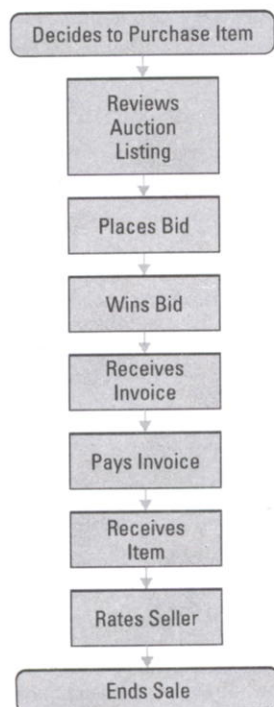 Decides to Purchase Item
Reviews
Auction
Listing
Places Bid
Wins Bid
Receives
Invoice
Pays Invoice
Receives
Item
Rates Seller
Ends Sale